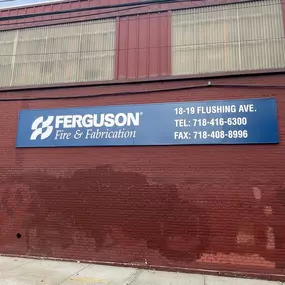 FERGUSON®
Fire & Fabrication
18-19 FLUSHING AVE.
TEL: 718-416-6300
FAX: 718-408-8996